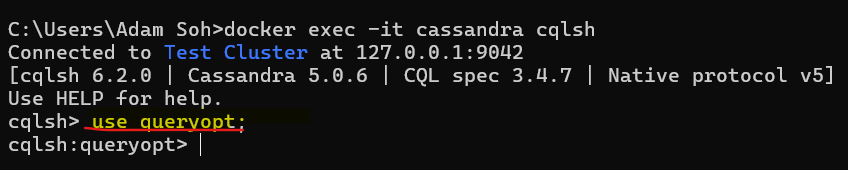 C:\Users\Adam Soh>docker exec -it cassandra cqlsh
Connected to Test Cluster at 127.0.0.1:9042
[cqlsh 6.2.0 | Cassandra 5.0.6 | CQL spec 3.4.7 | Native protocol v5]
Use HELP for help.
cqlsh> use queryopt;
cqlsh:queryopt>